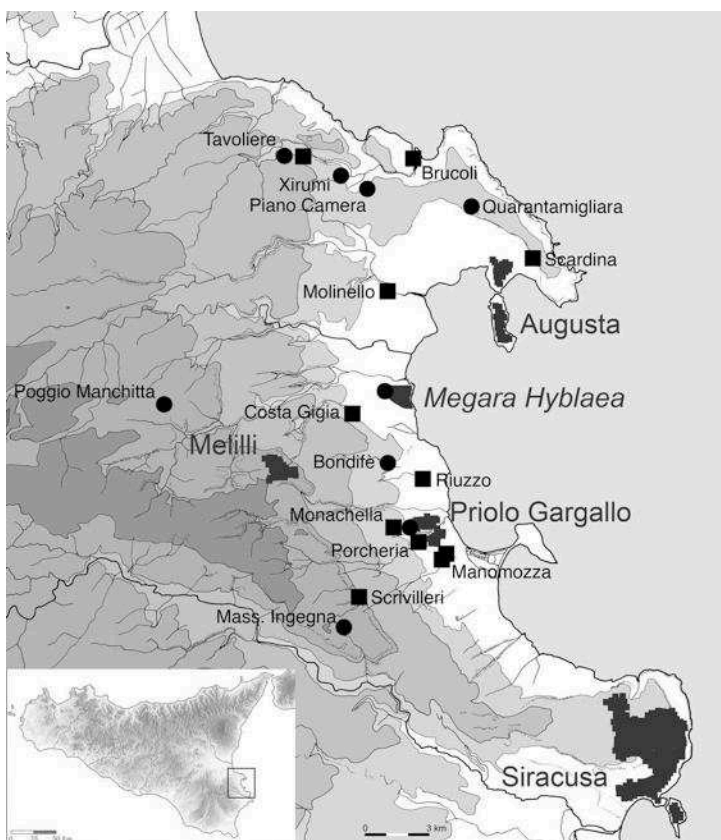 Tavoliere
Brucoli
Xirumi
Piano Camera
Quarantamigliara
Scardina
Molinello
Augusta
Poggio Manchitta
Megara Hyblaea
Costa Gigia
Melilli
Bondifè
Riuzzo
Monachella
Priolo Gargallo
Porcheria
Manomozza
Scrivilleri
Mass. Ingegna
Siracusa
0 3 km